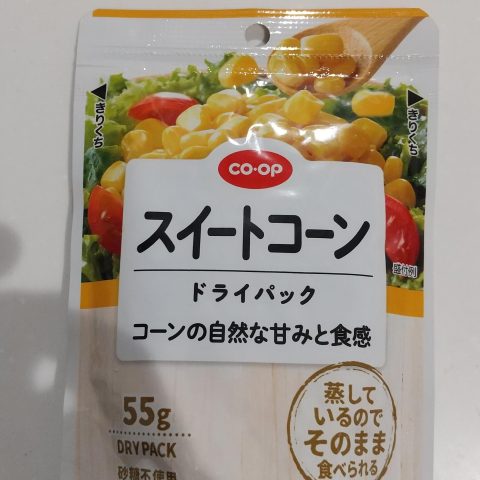 きりくち
きりくち
CO・OP
スイートコーン
盛付例
ドライパック
コーンの自然な甘みと食感
55g
DRY PACK
砂糖不使用
蒸して
いるので
そのまま
食べられる